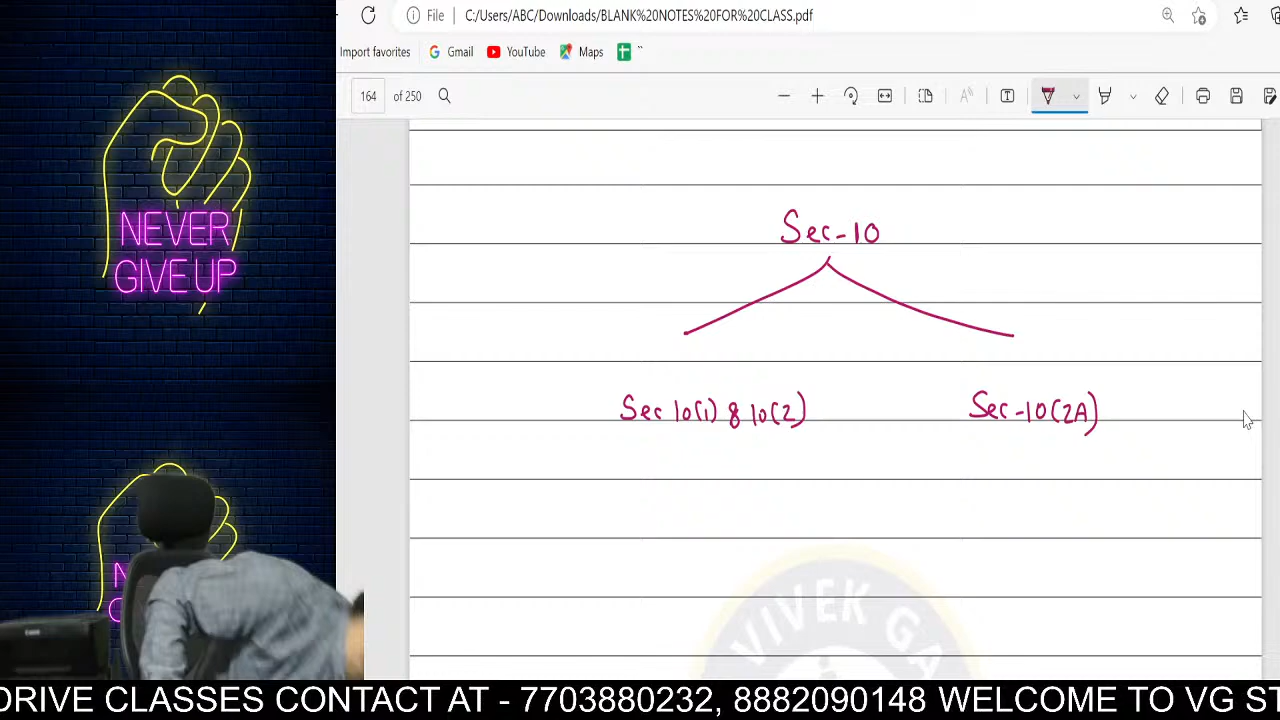 File C:/Users/ABC/Downloads/BLANK%20NOTES%20FOR%20CLASS.pdf
Import favorites Gmail YouTube Maps
164 of 250
NEVER
GIVE UP
Sec-10
Sec 10(1) & 10(2)
Sec-10(2A)
VIVEK GA
DRIVE CLASSES CONTACT AT - 7703880232, 8882090148 WELCOME TO VG ST